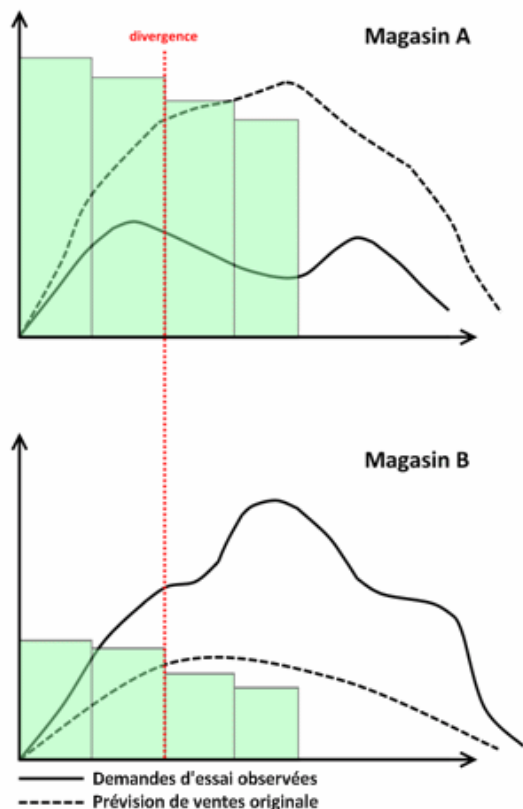 divergence
Magasin A
Magasin B
Demandes d'essai observées
Prévision de ventes originale